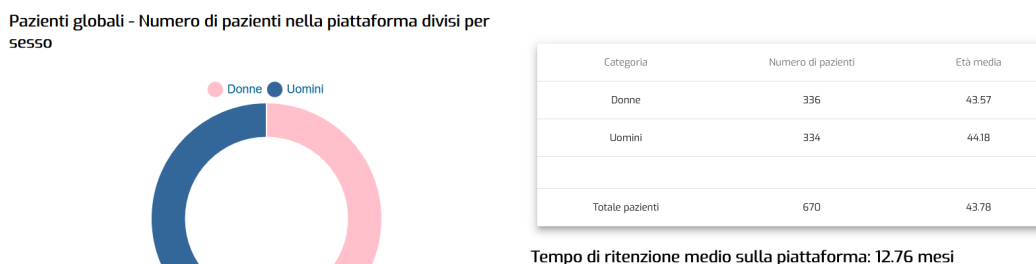 Pazienti globali - Numero di pazienti nella piattaforma divisi per
sesso
Donne Uomini
Categoria Numero di pazienti Età media
Donne 336 43.57
Uomini 334 44.18
Totale pazienti 670 43.78
Tempo di ritenzione medio sulla piattaforma: 12.76 mesi